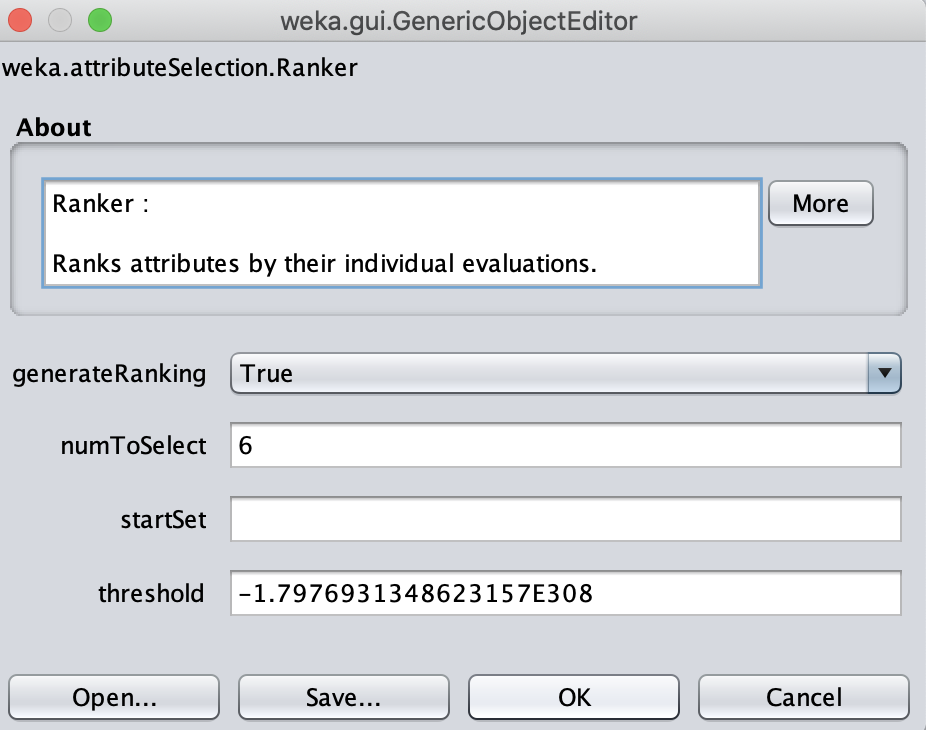 weka.gui.GenericObjectEditor
weka.attributeSelection.Ranker
About
Ranker :
More
Ranks attributes by their individual evaluations.
generateRanking True
numToSelect 6
startSet
threshold -1.7976931348623157E308
Open... Save... OK Cancel